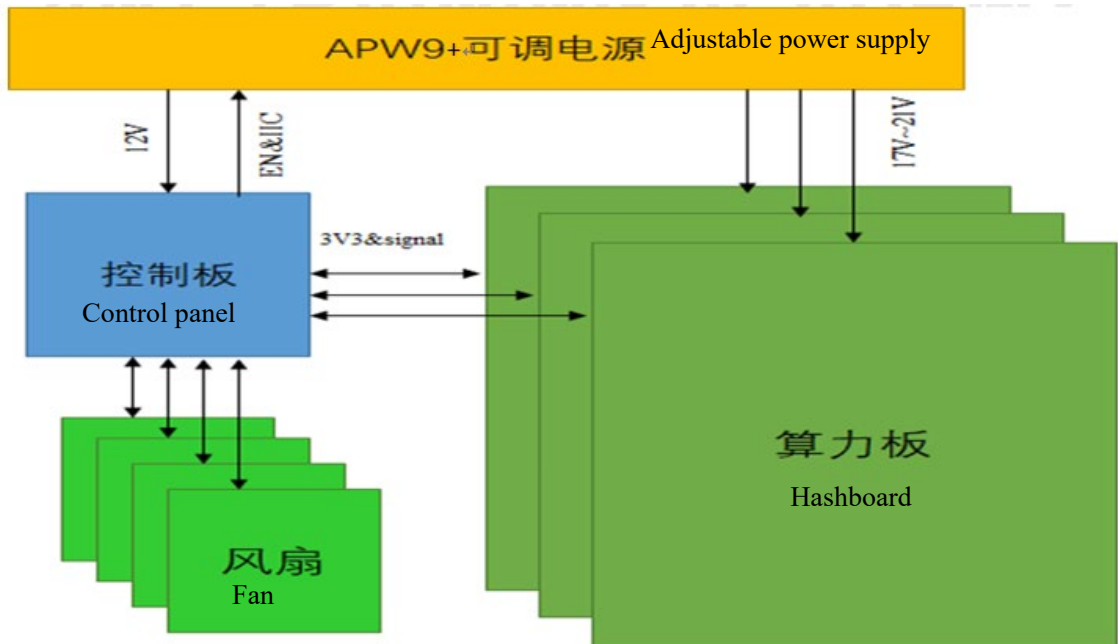 APW9+可调电源 Adjustable power supply
12V
EN&IIC
17V~21V
3V3&signal
控制板
Control panel
算力板
Hashboard
风扇
Fan